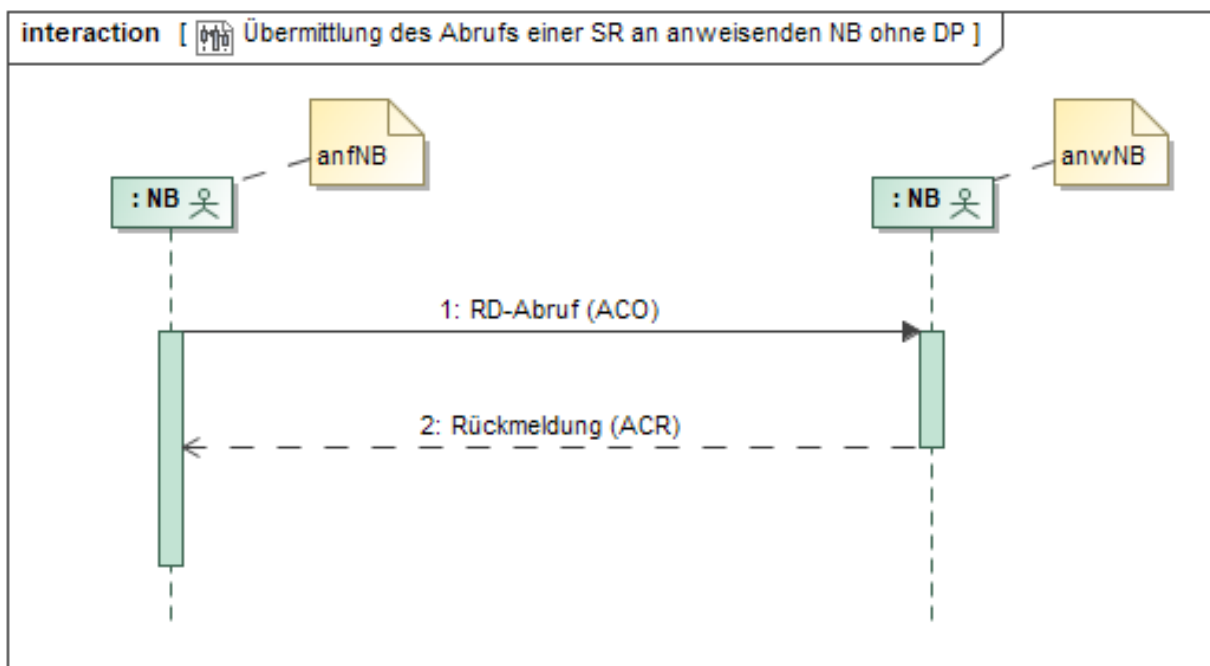 interaction [ Übermittlung des Abrufs einer SR an anweisenden NB ohne DP ]
anfNB
anwNB
: NB
: NB
1: RD-Abruf (ACO)
2: Rückmeldung (ACR)